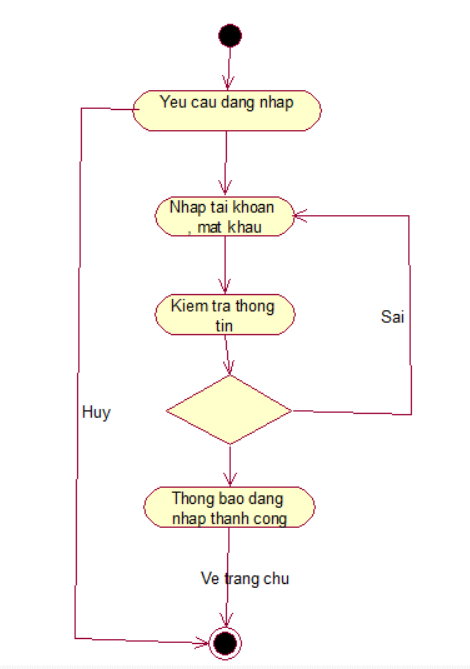 Yeu cau dang nhap
Nhap tai khoan
, mat khau
Kiem tra thong
tin
Sai
Huy
Thong bao dang
nhap thanh cong
Ve trang chu